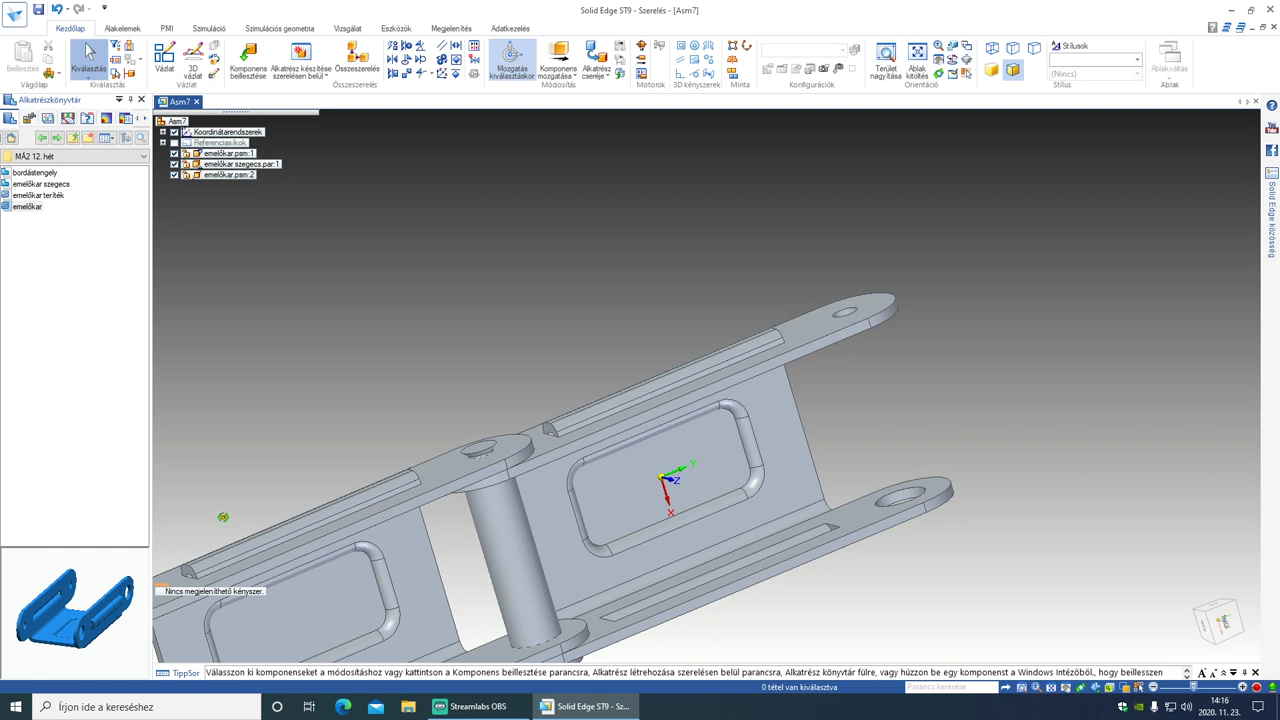 Solid Edge ST9 - Szerelés - [Asm7]
Kezdőlap
Alakelemek
PMI
Szimuláció
Szimulációs geometria
Vizsgálat
Eszközök
Megjelenítés
Adatkezelés
Beillesztés
Kiválasztás
Vázlat
3D vázlat
Komponens beillesztése
Alkatrész készítése szerelésen belül
Összeszerelés
Mozgatás kiválasztáskor
Komponens mozgatása
Alkatrész cseréje
Terület nagyítása
Ablak kitöltés
Stílusok
(Nincs)
Ablakváltás
Vágólap
Kiválasztás
Vázlat
Összeszerelés
Módosítás
Motorok
3D kényszerek
Minta
Konfigurációk
Orientáció
Stílus
Ablak
Alkatrészkönyvtár
Asm7
Asm7
Koordinátarendszerek
Referenciasíkok
emelőkar.psm:1
emelőkar szegecs.par:1
emelőkar.psm:2
MÁ2 12. hét
bordástengely
emelőkar szegecs
emelőkar teríték
emelőkar
Solid Edge közösség
Y
Z
X
Nincs megjeleníthető kényszer.
TippSor
Válasszon ki komponenseket a módosításhoz vagy kattintson a Komponens beillesztése parancsra, Alkatrész létrehozása szerelésen belül parancsra, Alkatrész könyvtár fülre, vagy húzzon be egy komponent a Windows Intézőből, hogy beillesszen
0 tétel van kiválasztva
Parancs keresése
Írjon ide a kereséshez
Streamlabs OBS
Solid Edge ST9 - Sz...
14:16
2020. 11. 23.